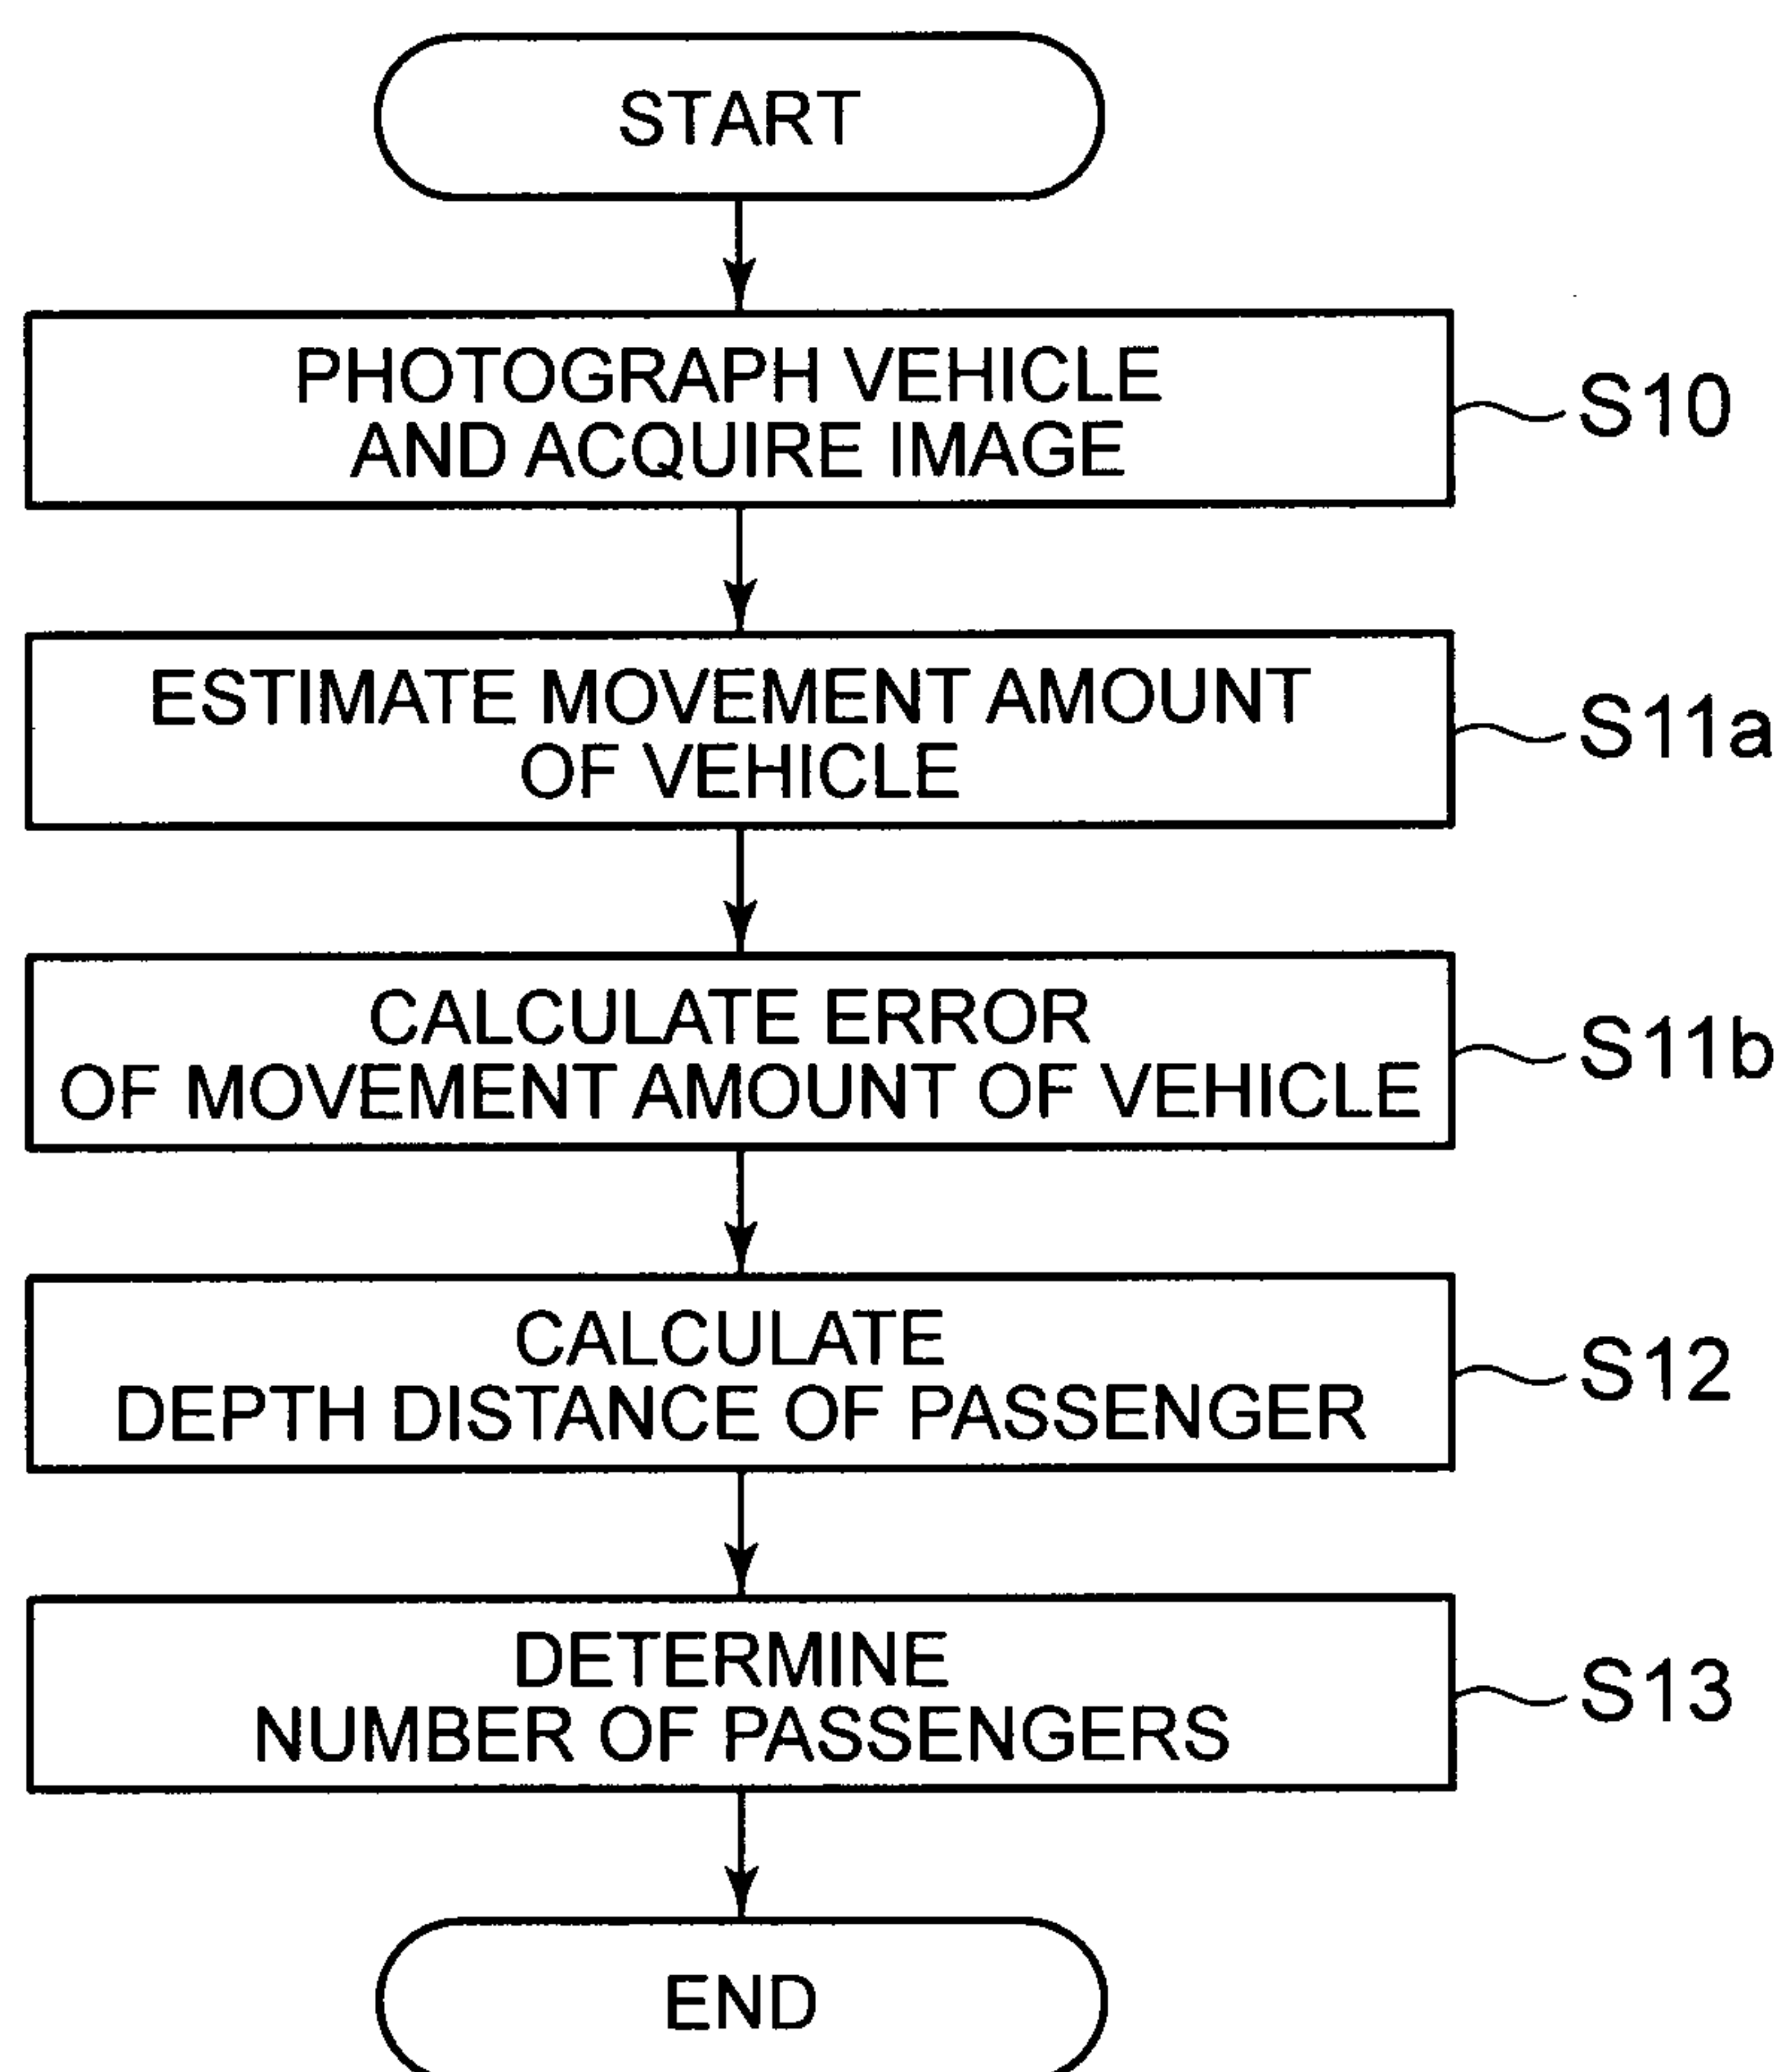 START
PHOTOGRAPH VEHICLE
AND ACQUIRE IMAGE
S10
ESTIMATE MOVEMENT AMOUNT
OF VEHICLE
S11a
CALCULATE ERROR
OF MOVEMENT AMOUNT OF VEHICLE
S11b
CALCULATE
DEPTH DISTANCE OF PASSENGER
S12
DETERMINE
NUMBER OF PASSENGERS
S13
END